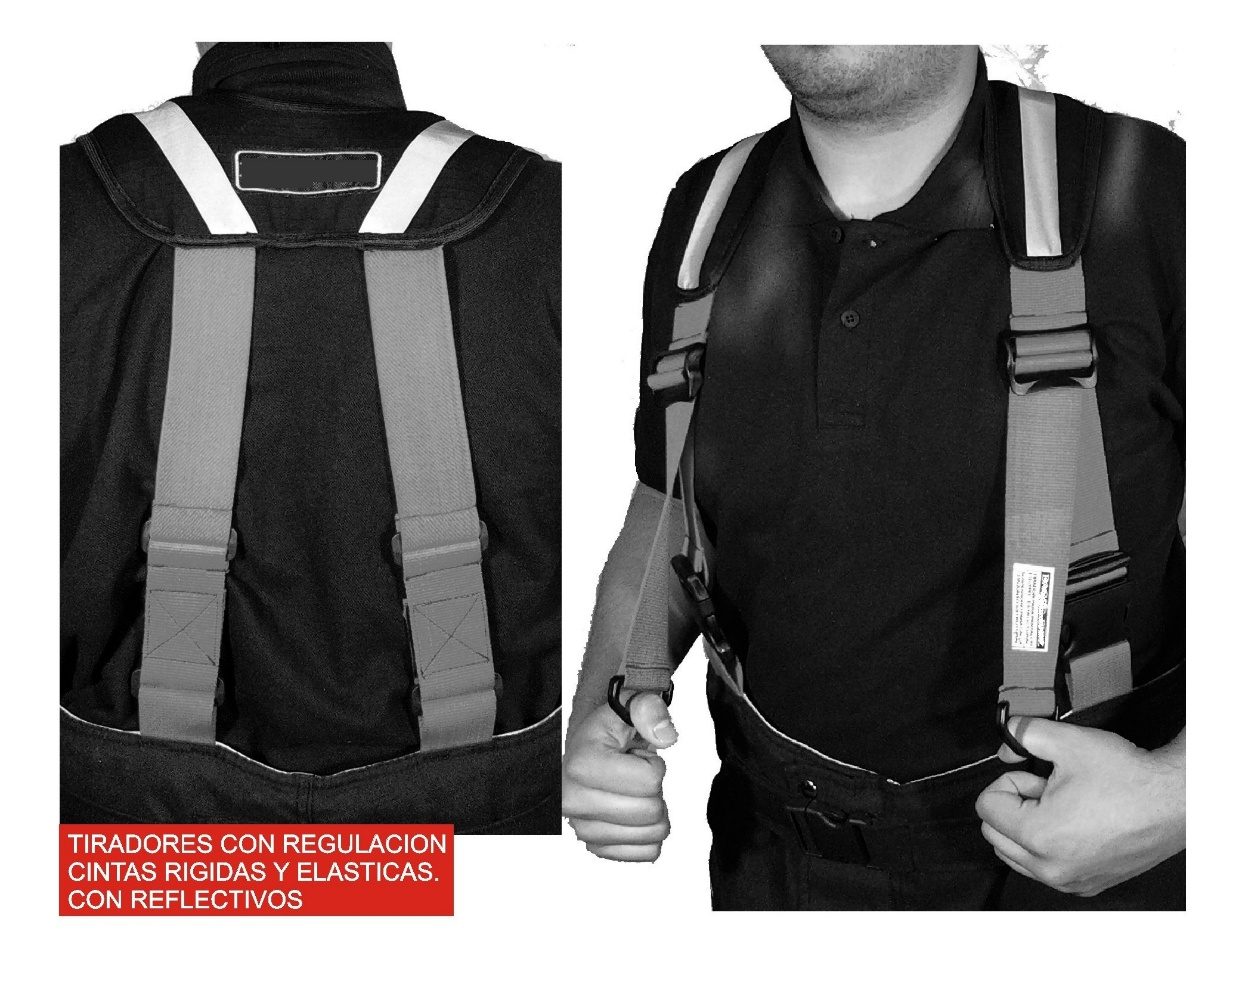 TIRADORES CON REGULACION
CINTAS RIGIDAS Y ELASTICAS.
CON REFLECTIVOS